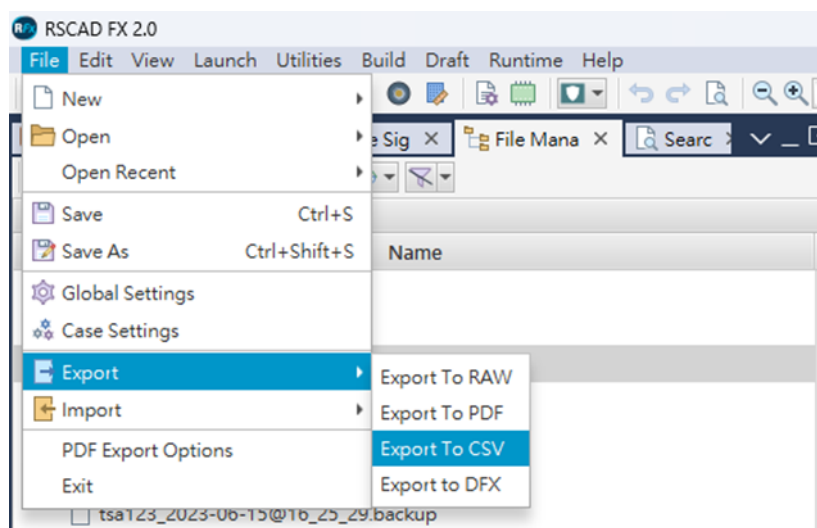 RFX RSCAD FX 2.0
File Edit View Launch Utilities Build Draft Runtime Help
New
Open
e Sig × File Mana × Searc
Open Recent
Save Ctrl+S
Save As Ctrl+Shift+S
Name
Global Settings
Case Settings
Export
Export To RAW
Import
Export To PDF
PDF Export Options
Export To CSV
Exit
Export to DFX
tsa123_2023-06-15@16_25_29.backup